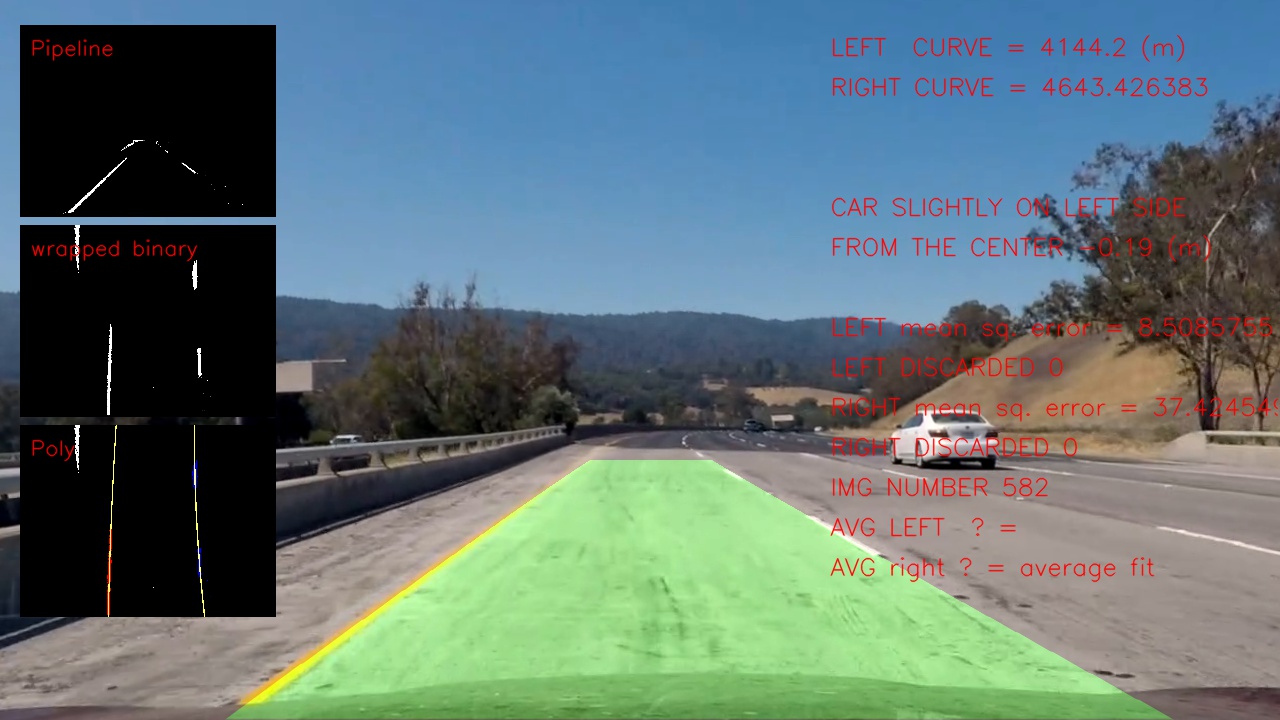 Pipeline
wrapped binary
Poly
LEFT CURVE = 4144.2 (m)
RIGHT CURVE = 4643.426383
CAR SLIGHTLY ON LEFT SIDE
FROM THE CENTER -0.19 (m)
LEFT mean sq. error = 8.5085755
LEFT DISCARDED 0
RIGHT mean sq. error = 37.424549
RIGHT DISCARDED 0
IMG NUMBER 582
AVG LEFT ? =
AVG right ? = average fit